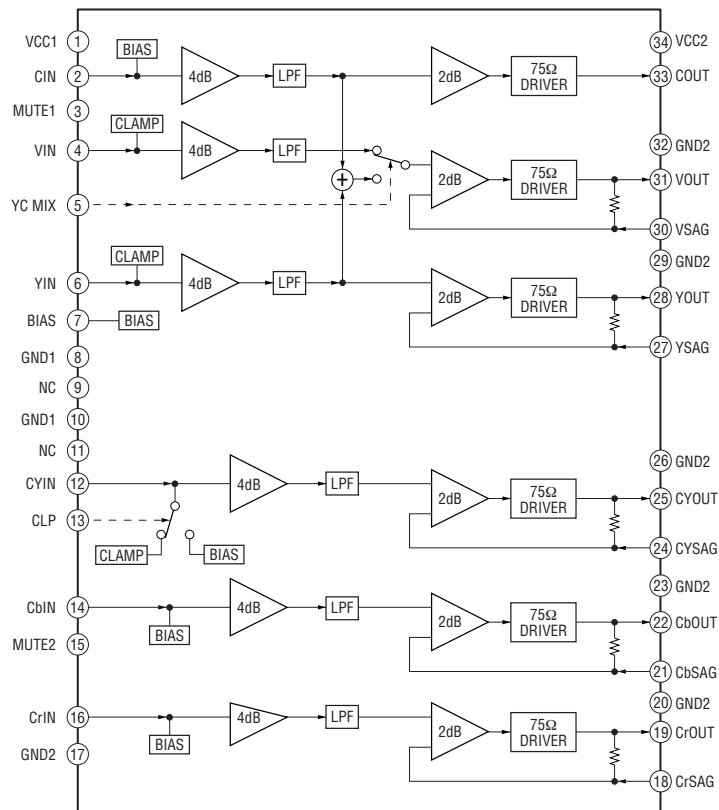 VCC1 1
BIAS
34 VCC2
CIN 2
4dB
LPF
2dB
75Ω
DRIVER
33 COUT
MUTE1 3
CLAMP
32 GND2
VIN 4
4dB
LPF
2dB
75Ω
DRIVER
31 VOUT
+
YC MIX 5
30 VSAG
CLAMP
29 GND2
YIN 6
4dB
LPF
2dB
75Ω
DRIVER
28 YOUT
BIAS 7
BIAS
27 YSAG
GND1 8
NC 9
GND1 10
NC 11
26 GND2
CYIN 12
4dB
LPF
2dB
75Ω
DRIVER
25 CYOUT
CLP 13
CLAMP
BIAS
24 CYSAG
23 GND2
CbIN 14
4dB
LPF
2dB
75Ω
DRIVER
22 CbOUT
BIAS
MUTE2 15
21 CbSAG
20 GND2
CrIN 16
4dB
LPF
2dB
75Ω
DRIVER
19 CrOUT
BIAS
GND2 17
18 CrSAG